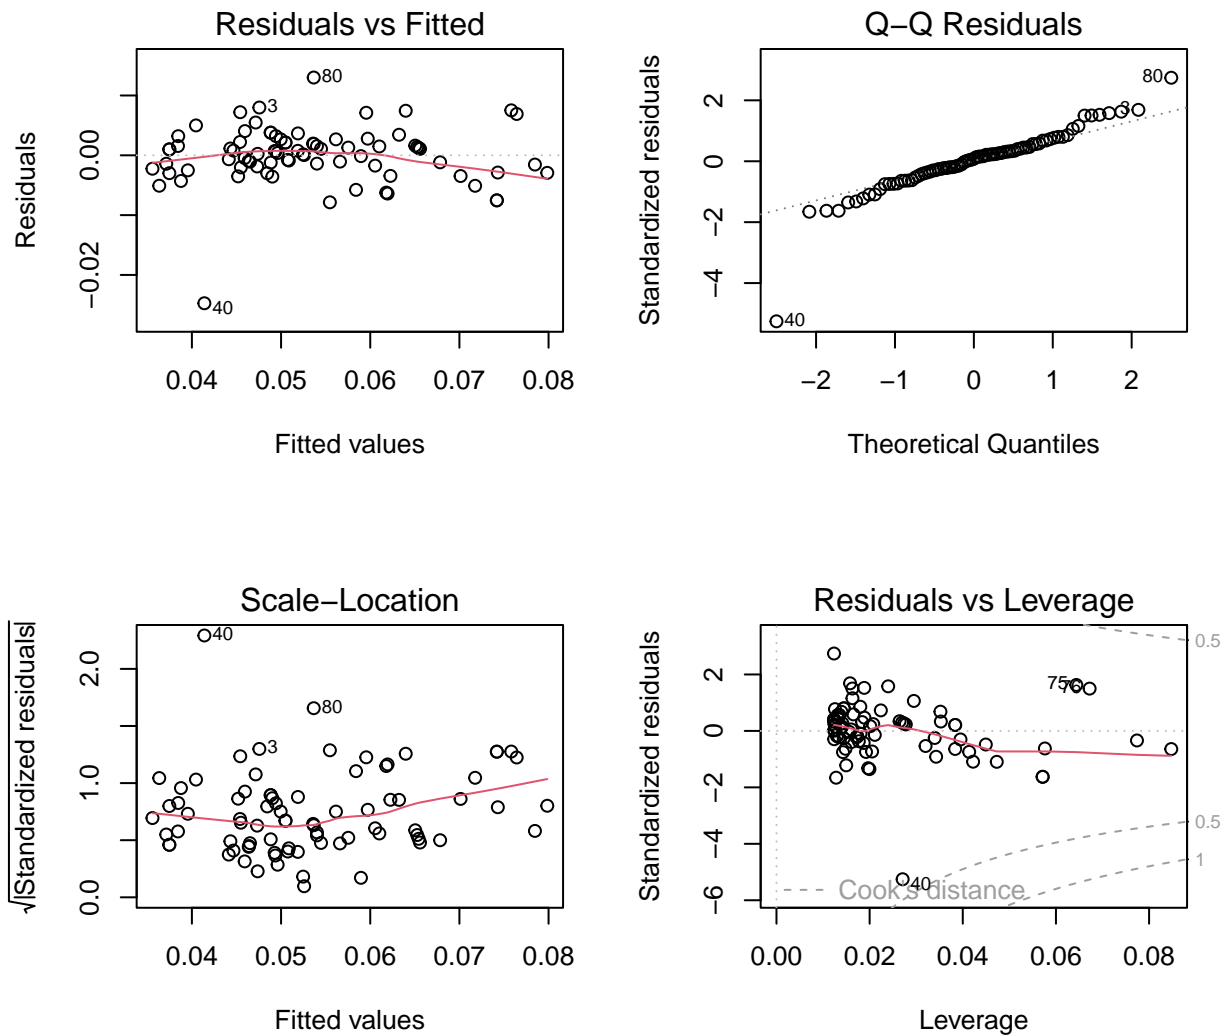 Residuals vs Fitted
Residuals
0.00
−0.02
80
3
40
0.04 0.05 0.06 0.07 0.08
Fitted values
Q−Q Residuals
Standardized residuals
2
0
−2
−4
80
3
40
−2 −1 0 1 2
Theoretical Quantiles
Scale−Location
√|Standardized residuals|
2.0
1.0
0.0
40
80
3
0.04 0.05 0.06 0.07 0.08
Fitted values
Residuals vs Leverage
Standardized residuals
2
0
−2
−4
−6
75
76
40
Cook's distance
0.5
0.5
1
0.00 0.02 0.04 0.06 0.08
Leverage